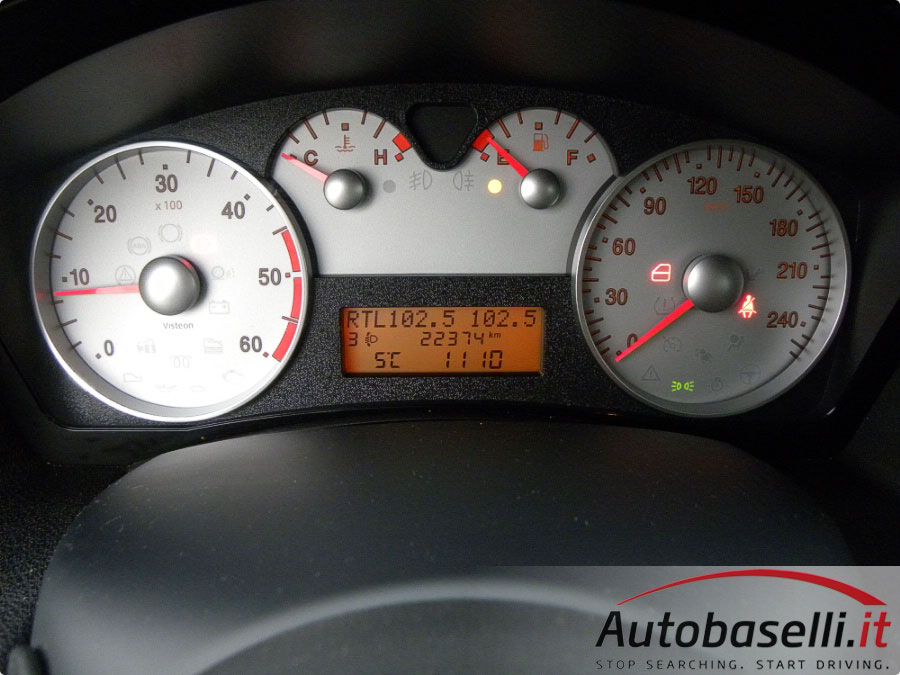 C H E F
30
20 x 100 40
10 50
Visteon
0 60
120
90 150
60 180
30 210
0 240
RTL102.5 102.5
3 22374 km
5°C 11 10
Autobaselli.it
STOP SEARCHING. START DRIVING.